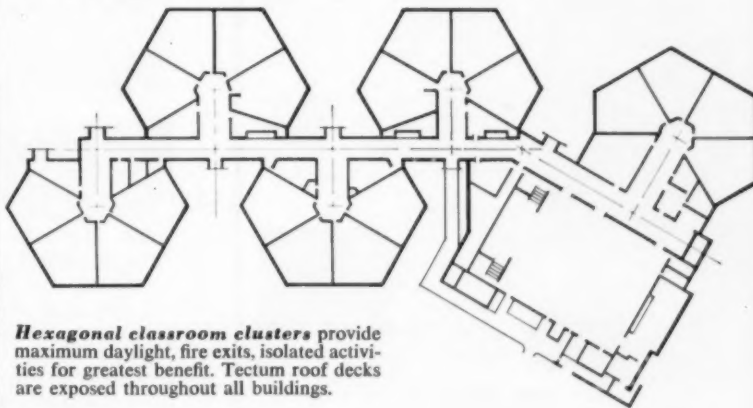 Hexagonal classroom clusters provide
maximum daylight, fire exits, isolated activi-
ties for greatest benefit. Tectum roof decks
are exposed throughout all buildings.